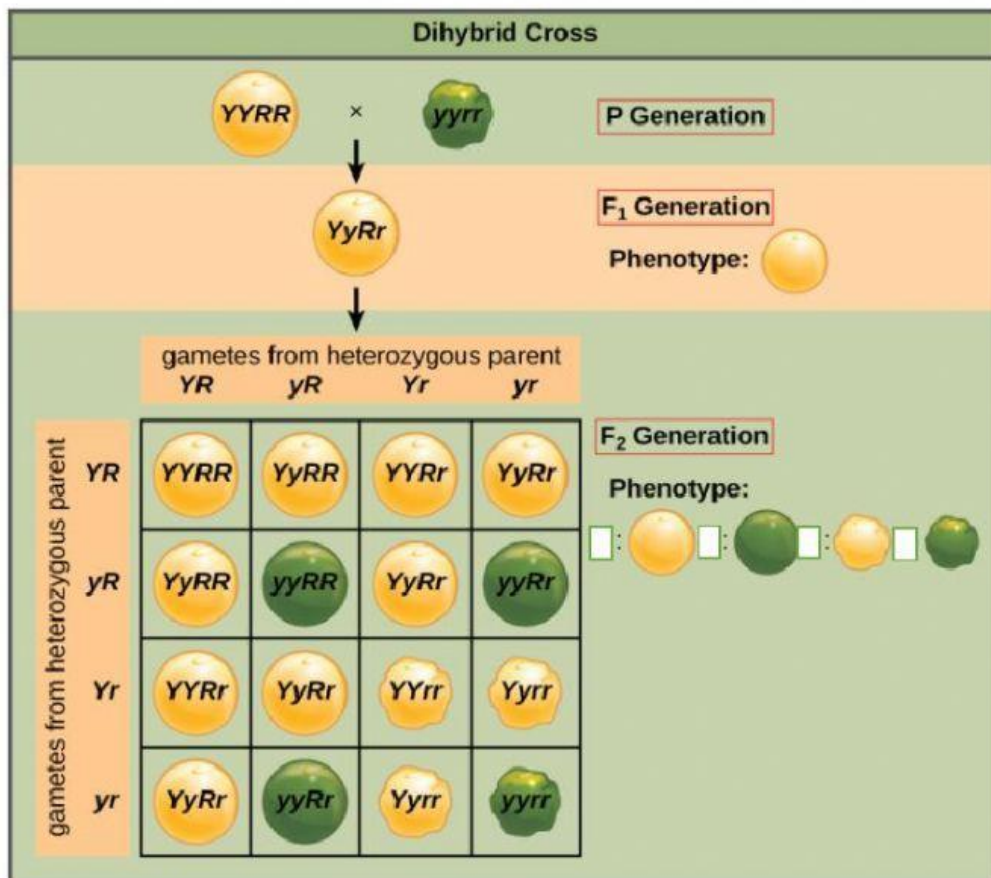 Dihybrid Cross
YYRR × yyrr
P Generation
YyRr
F₁ Generation
Phenotype:
gametes from heterozygous parent
YR yR Yr yr
gametes from heterozygous parent
YR YYRR YyRR YYRr YyRr
yR YyRR yyRR YyRr yyRr
Yr YYRr YyRr YYrr Yyrr
yr YyRr yyRr Yyrr yyrr
F₂ Generation
Phenotype:
: : :